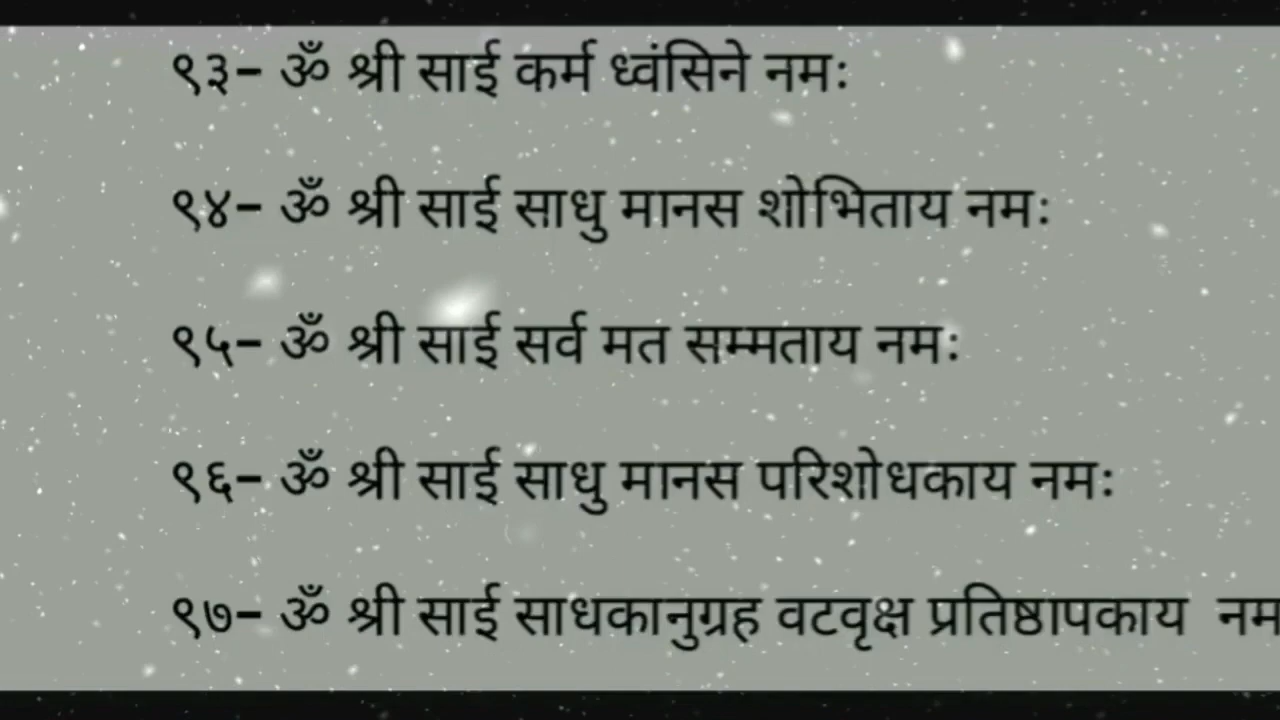 ९३- ॐ श्री साई कर्म ध्वंसिने नमः
९४- ॐ श्री साई साधु मानस शोभिताय नमः
९५- ॐ श्री साई सर्व मत सम्मताय नमः
९६- ॐ श्री साई साधु मानस परिशोधकाय नमः
९७- ॐ श्री साई साधकानुग्रह वटवृक्ष प्रतिष्ठापकाय नम